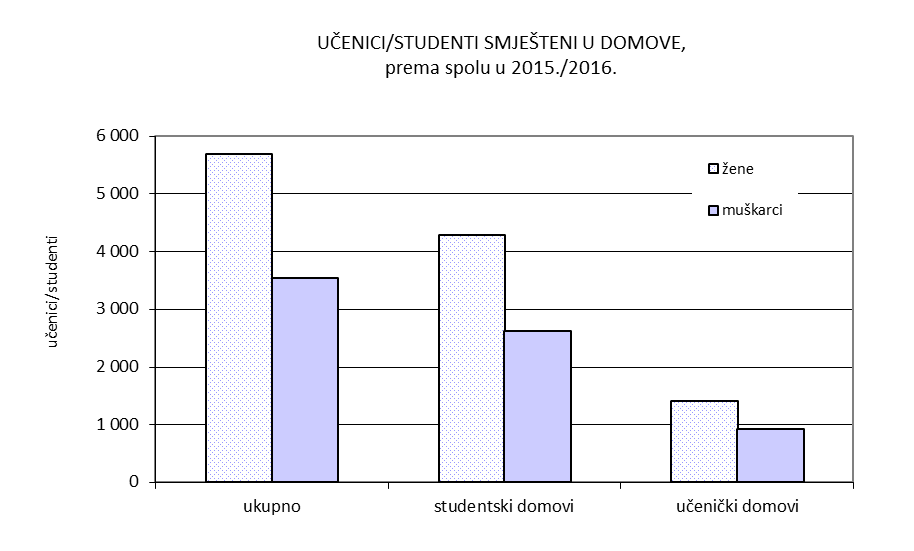 UČENICI/STUDENTI SMJEŠTENI U DOMOVE,
prema spolu u 2015./2016.
6 000
5 000
4 000
3 000
2 000
1 000
0
učenici/studenti
žene
muškarci
ukupno
studentski domovi
učenički domovi